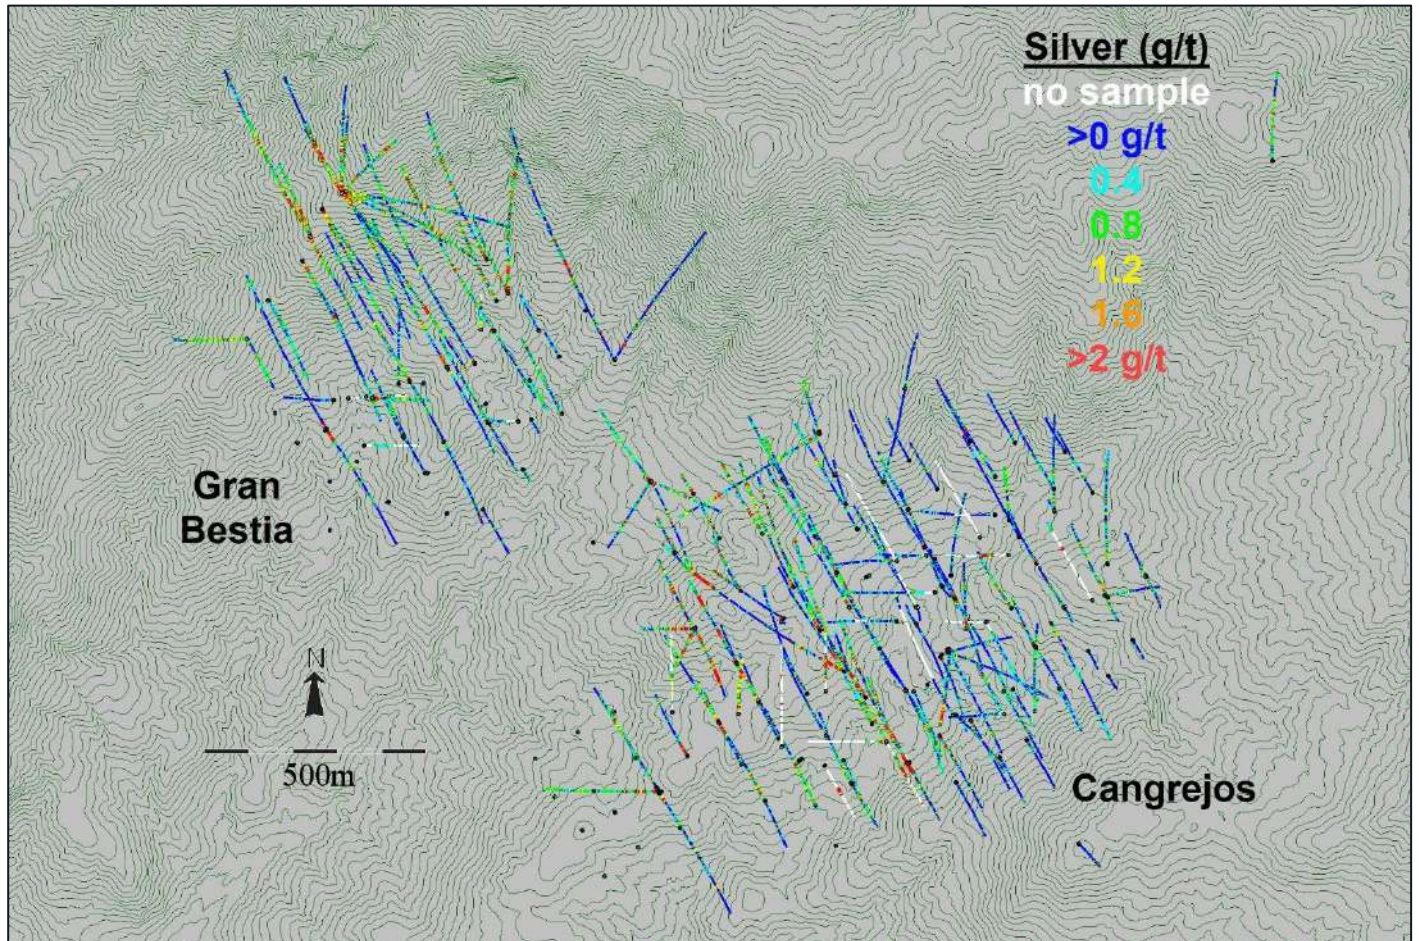 Silver (g/t)
no sample
>0 g/t
0.4
0.8
1.2
1.6
>2 g/t
Gran
Bestia
N
500m
Cangrejos